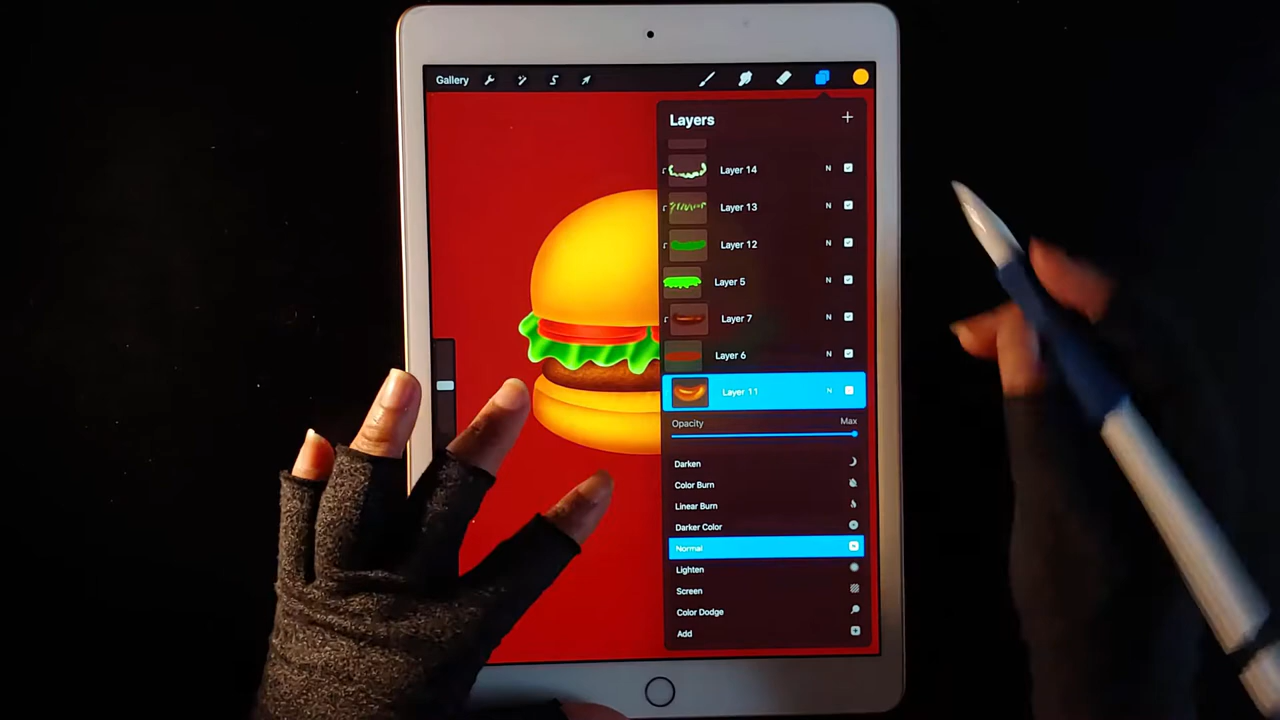 Gallery
Layers
Layer 14 N
Layer 13 N
Layer 12 N
Layer 5 N
Layer 7 N
Layer 6 N
Layer 11 N
Opacity Max
Darken
Color Burn
Linear Burn
Darker Color
Normal N
Lighten
Screen
Color Dodge
Add